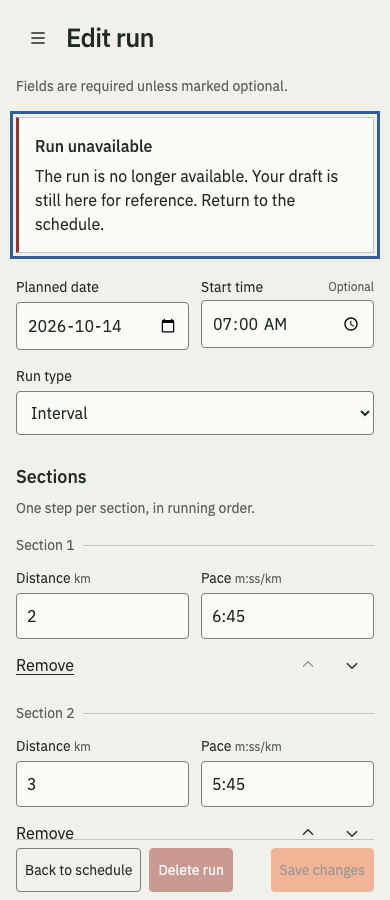 Edit run
Fields are required unless marked optional.
Run unavailable
The run is no longer available. Your draft is
still here for reference. Return to the
schedule.
Planned date
Start time Optional
2026-10-14
07:00 AM
Run type
Interval
Sections
One step per section, in running order.
Section 1
Distance km
Pace m:ss/km
2
6:45
Remove
Section 2
Distance km
Pace m:ss/km
3
5:45
Remove
Back to schedule
Delete run
Save changes